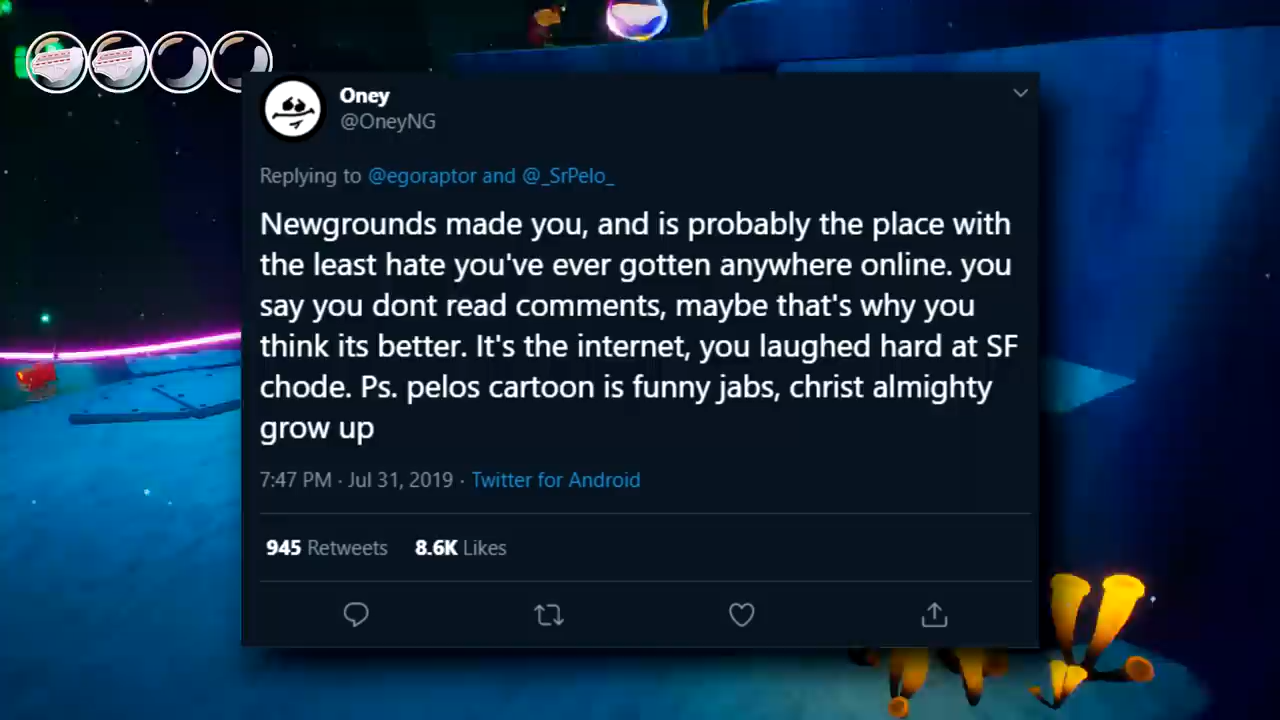 Oney
@OneyNG
Replying to @egoraptor and @_SrPelo_
Newgrounds made you, and is probably the place with
the least hate you've ever gotten anywhere online. you
say you dont read comments, maybe that's why you
think its better. It's the internet, you laughed hard at SF
chode. Ps. pelos cartoon is funny jabs, christ almighty
grow up
7:47 PM · Jul 31, 2019 · Twitter for Android
945 Retweets 8.6K Likes